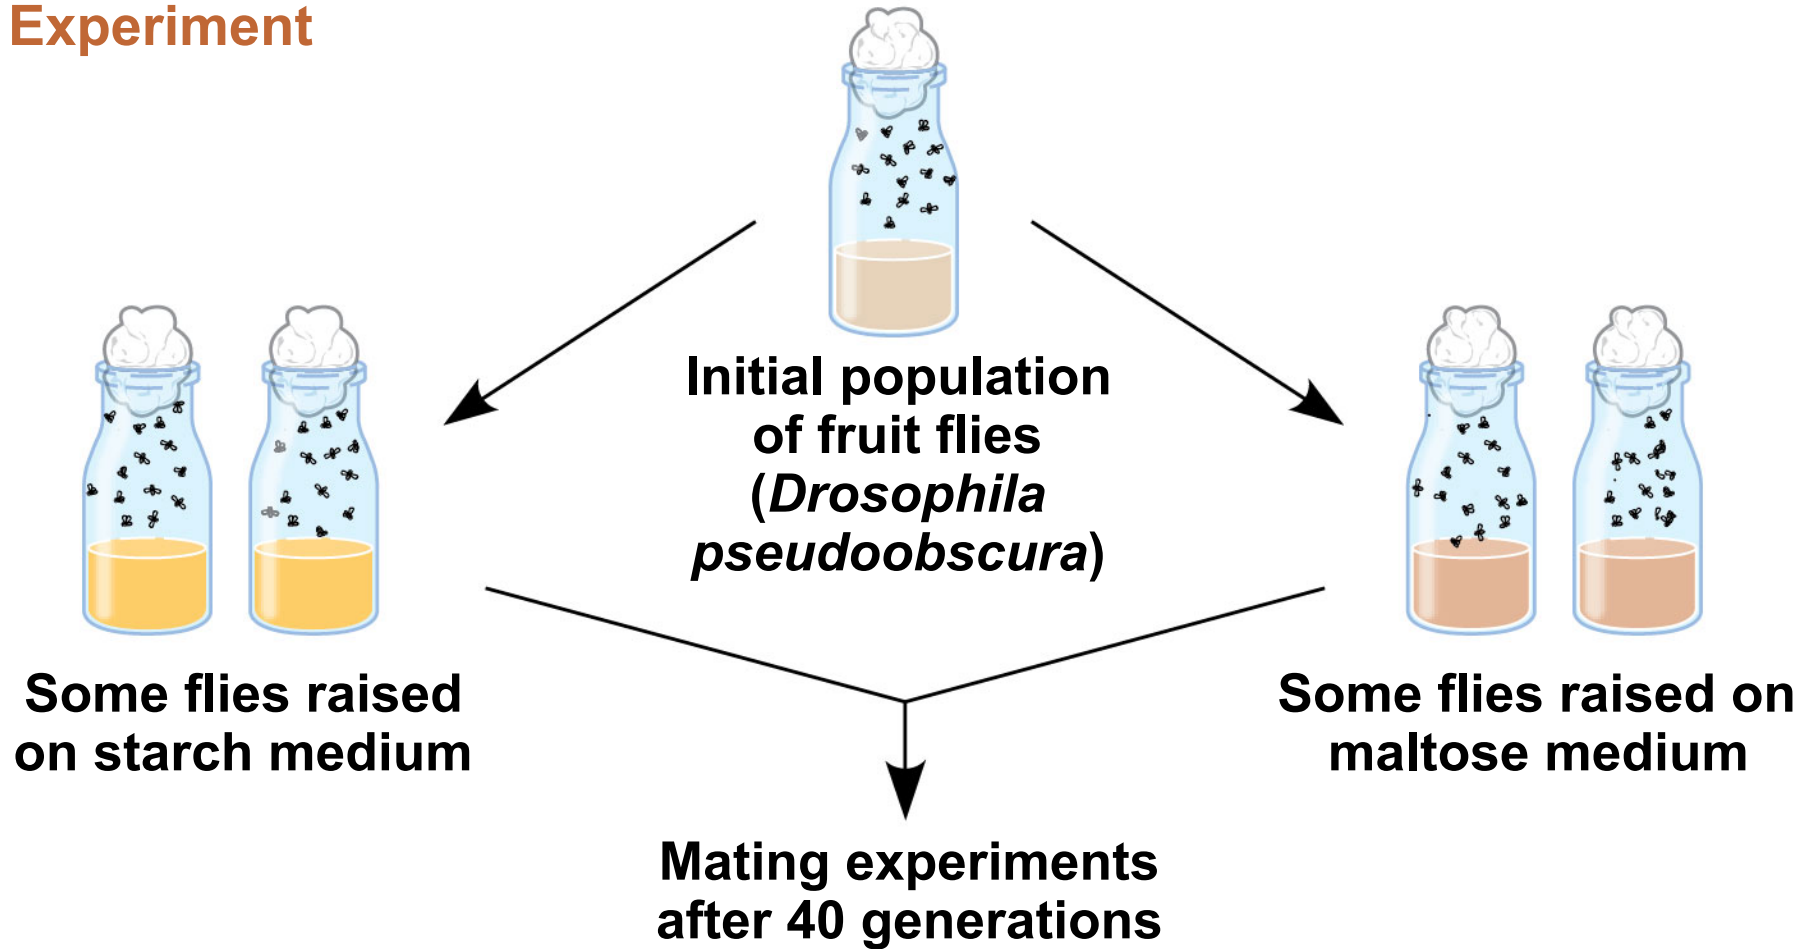 Experiment
Initial population
of fruit flies
(Drosophila
pseudoobscura)
Some flies raised
on starch medium
Some flies raised on
maltose medium
Mating experiments
after 40 generations